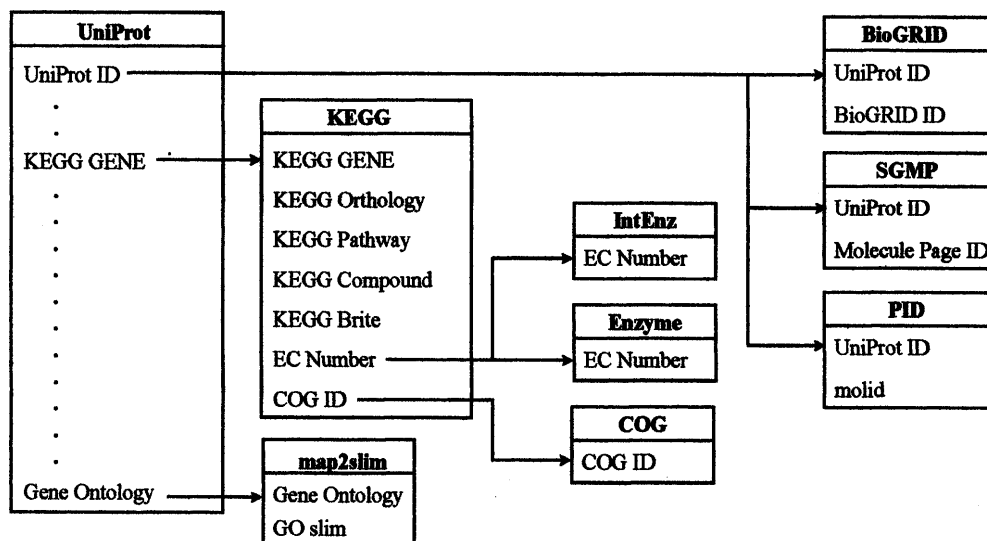 UniProt
UniProt ID
KEGG GENE
Gene Ontology
KEGG
KEGG GENE
KEGG Orthology
KEGG Pathway
KEGG Compound
KEGG Brite
EC Number
COG ID
map2slim
Gene Ontology
GO slim
IntEnz
EC Number
Enzyme
EC Number
COG
COG ID
BioGRID
UniProt ID
BioGRID ID
SGMP
UniProt ID
Molecule Page ID
PID
UniProt ID
molid